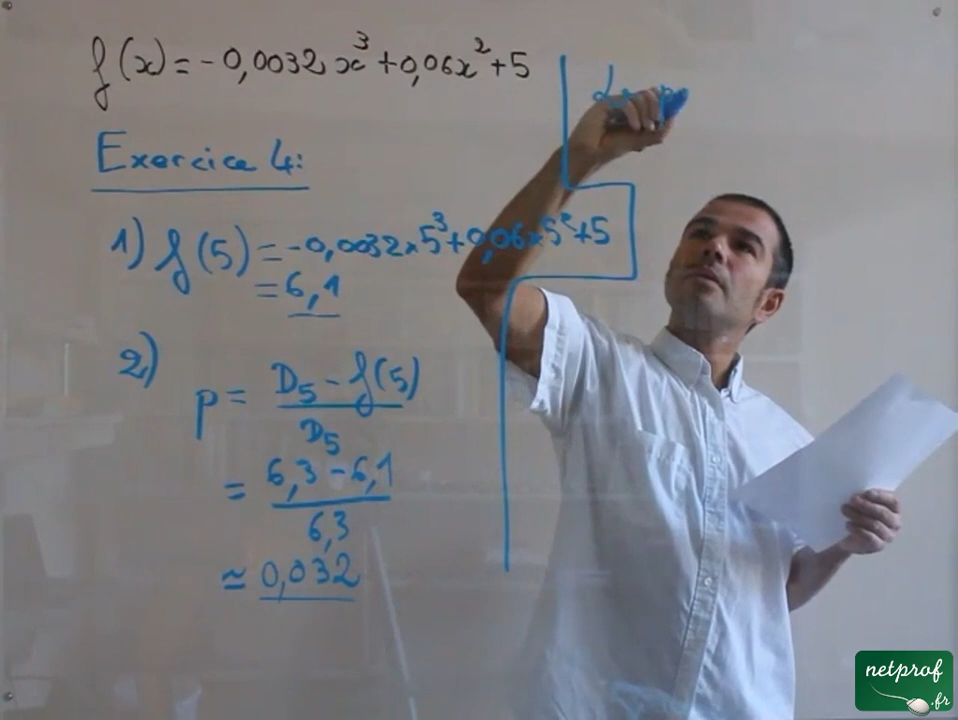 f(x) = -0,0032x³ + 0,06x² + 5
Exercice 4:
1) f(5) = -0,0032×5³ + 0,06×5² + 5
= 6,1
2)
p = (D₅ - f(5)) / D₅
= (6,3 - 6,1) / 6,3
≃ 0,032
netprof
.fr